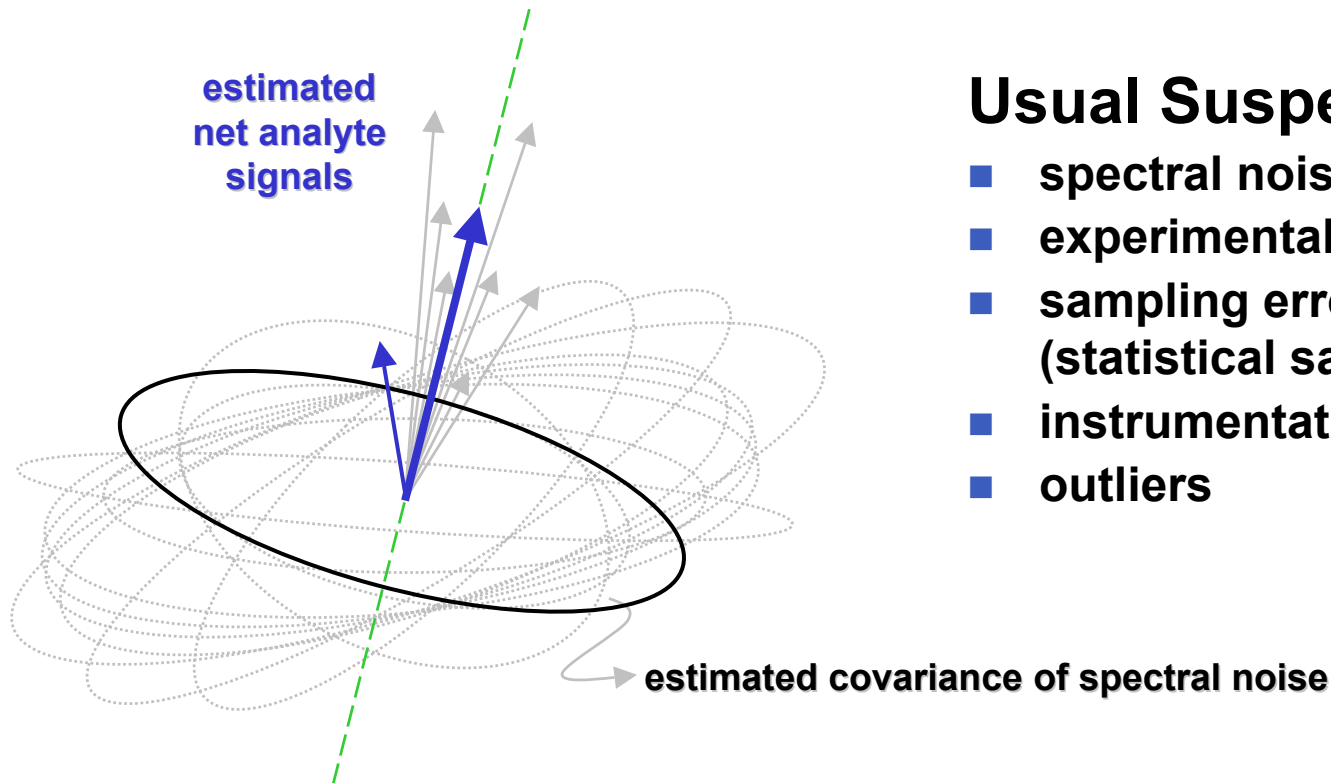 estimated
net analyte
signals
Usual Suspe
spectral nois
experimental
sampling erro
(statistical sa
instrumentat
outliers
estimated covariance of spectral noise